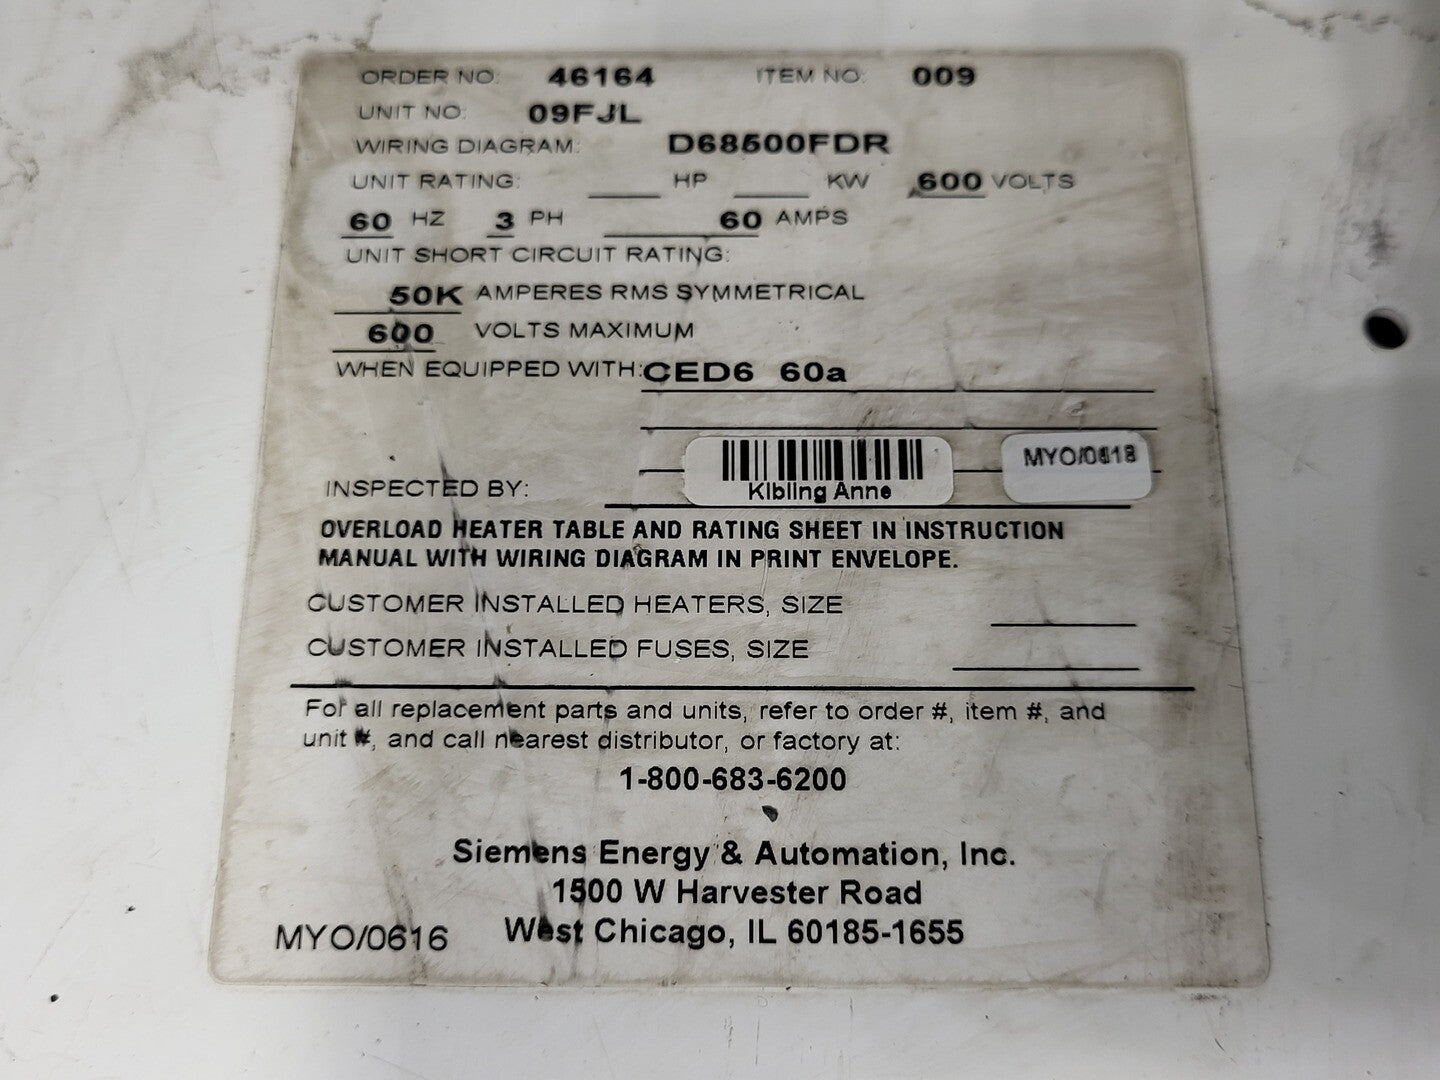 ORDER NO: 46164 ITEM NO: 009
UNIT NO: 09FJL
WIRING DIAGRAM: D68500FDR
UNIT RATING: HP KW 600 VOLTS
60 HZ 3 PH 60 AMPS
UNIT SHORT CIRCUIT RATING:
50K AMPERES RMS SYMMETRICAL
600 VOLTS MAXIMUM
WHEN EQUIPPED WITH: CED6 60a
MYO/0618
Kibling Anne
INSPECTED BY:
OVERLOAD HEATER TABLE AND RATING SHEET IN INSTRUCTION
MANUAL WITH WIRING DIAGRAM IN PRINT ENVELOPE.
CUSTOMER INSTALLED HEATERS, SIZE
CUSTOMER INSTALLED FUSES, SIZE
For all replacement parts and units, refer to order #, item #, and
unit #, and call nearest distributor, or factory at:
1-800-683-6200
Siemens Energy & Automation, Inc.
1500 W Harvester Road
West Chicago, IL 60185-1655
MYO/0616